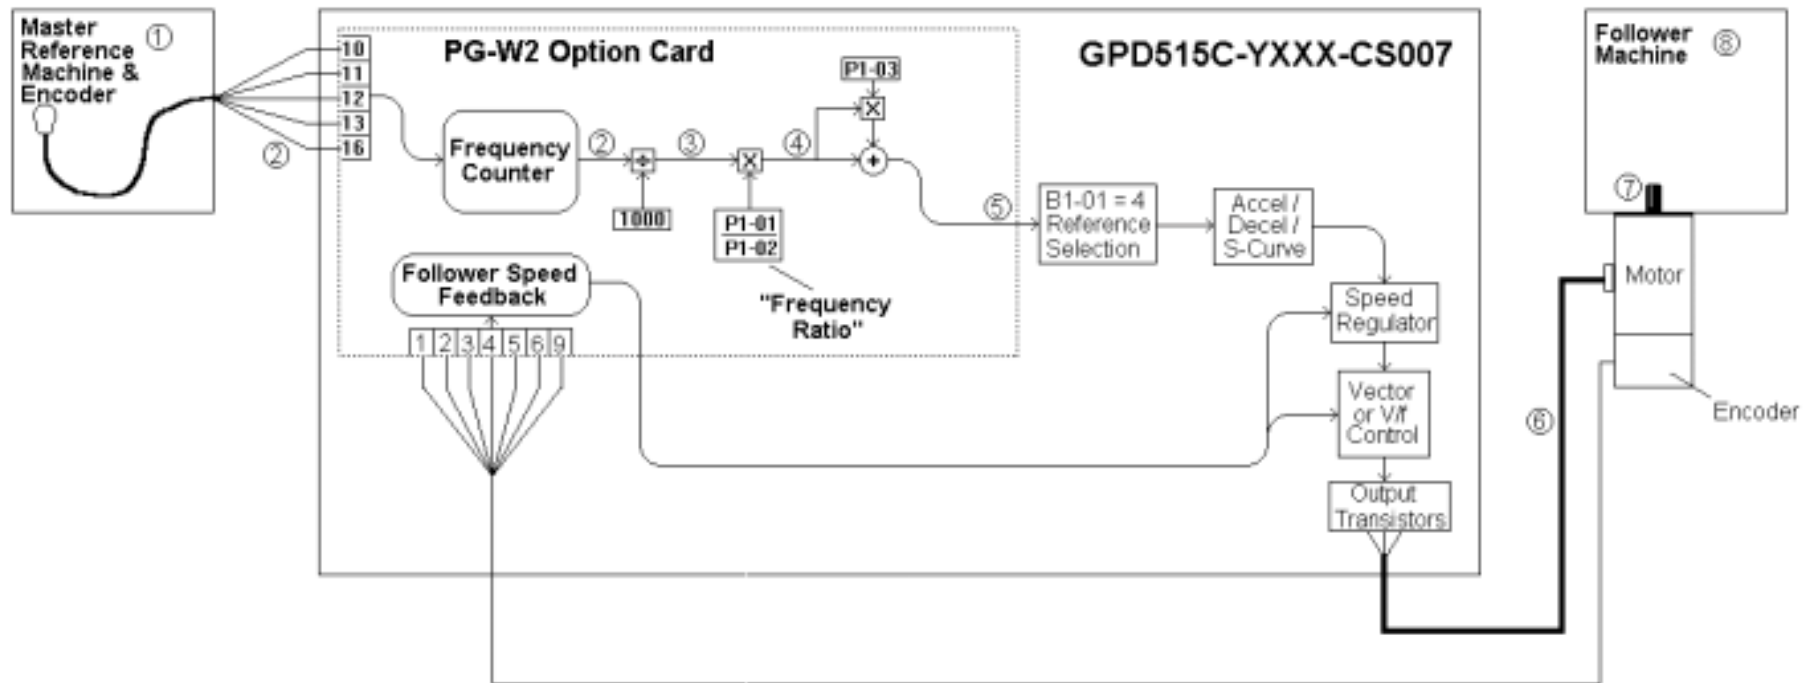 Master
Reference
Machine &
Encoder
①
②
10
11
12
13
16
PG-W2 Option Card
GPD515C-YXXX-CS007
P1-03
X
Frequency
Counter
②
÷
③
X
④
+
1000
P1-01
P1-02
"Frequency
Ratio"
⑤
B1-01 = 4
Reference
Selection
Accel /
Decel /
S-Curve
Follower Speed
Feedback
1 2 3 4 5 6 9
Speed
Regulator
Vector
or V/f
Control
Output
Transistors
⑥
Follower
Machine
⑧
⑦
Motor
Encoder